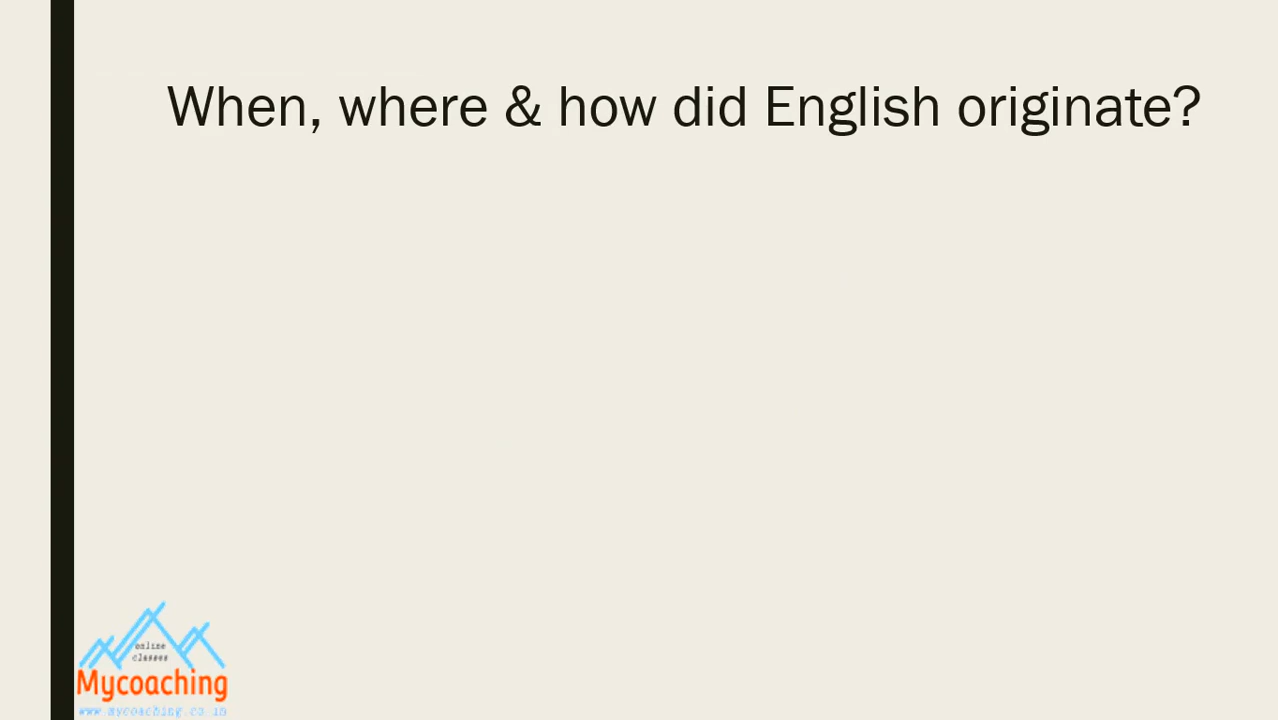 When, where & how did English originate?
online
classes
Mycoaching
www.mycoaching.co.in